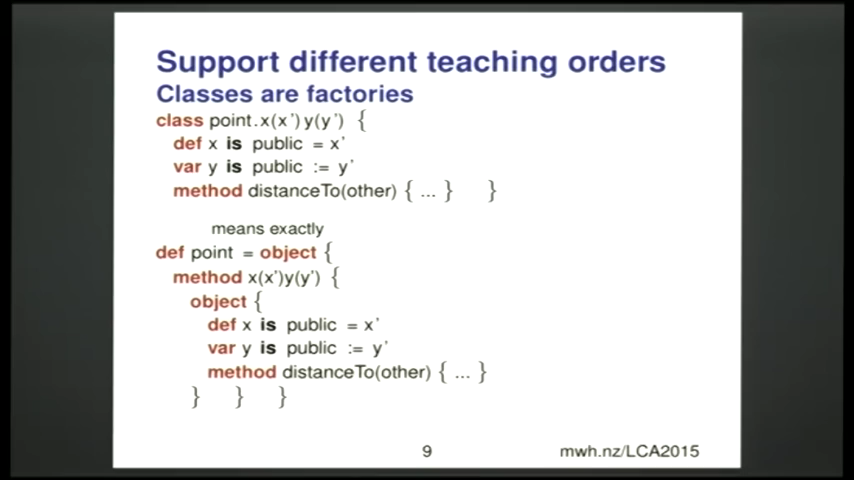 Support different teaching orders
Classes are factories
class point.x(x')y(y') {
def x is public = x'
var y is public := y'
method distanceTo(other) { ... } }
means exactly
def point = object {
method x(x')y(y') {
object {
def x is public = x'
var y is public := y'
method distanceTo(other) { ... }
} } }
9 mwh.nz/LCA2015